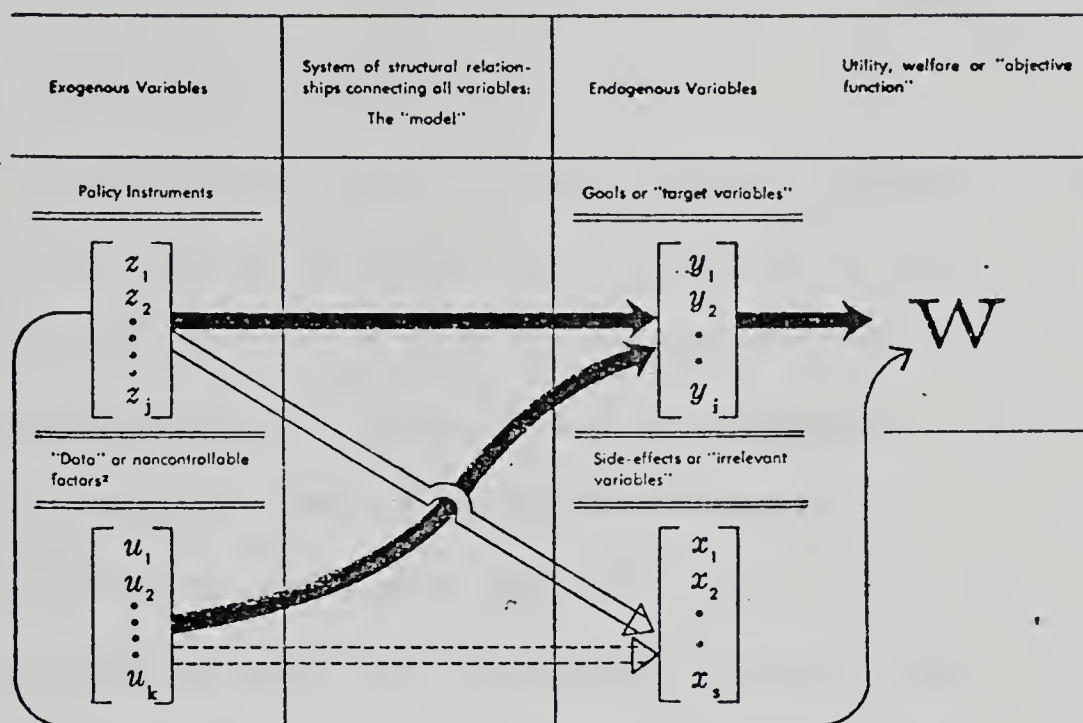 Exogenous Variables
System of structural relation-
ships connecting all variables:
The "model"
Endogenous Variables
Utility, welfare or "objective
function"
Policy Instruments
z₁
z₂
zⱼ
Goals or "target variables"
y₁
y₂
yᵢ
W
"Data" or noncontrollable
factors²
u₁
u₂
uₖ
Side-effects or "irrelevant
variables"
x₁
x₂
xₛ